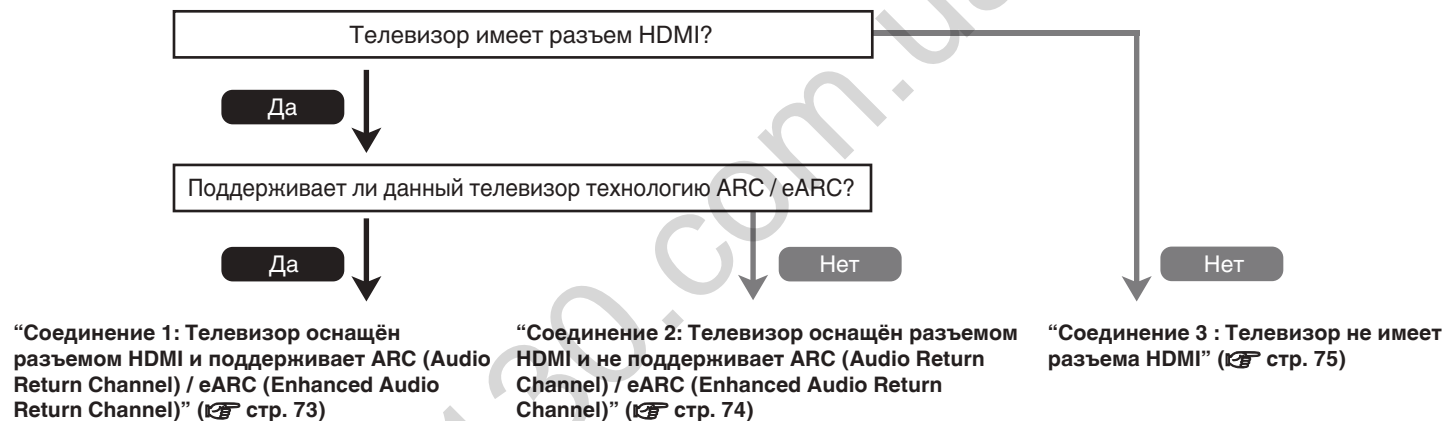 Телевизор имеет разъем HDMI?
Да
Поддерживает ли данный телевизор технологию ARC / eARC?
Да
Нет
Нет
“Соединение 1: Телевизор оснащён
разъемом HDMI и поддерживает ARC (Audio
Return Channel) / eARC (Enhanced Audio
Return Channel)” (☞ стр. 73)
“Соединение 2: Телевизор оснащён разъемом
HDMI и не поддерживает ARC (Audio Return
Channel) / eARC (Enhanced Audio Return
Channel)” (☞ стр. 74)
“Соединение 3 : Телевизор не имеет
разъема HDMI” (☞ стр. 75)
130.com.u